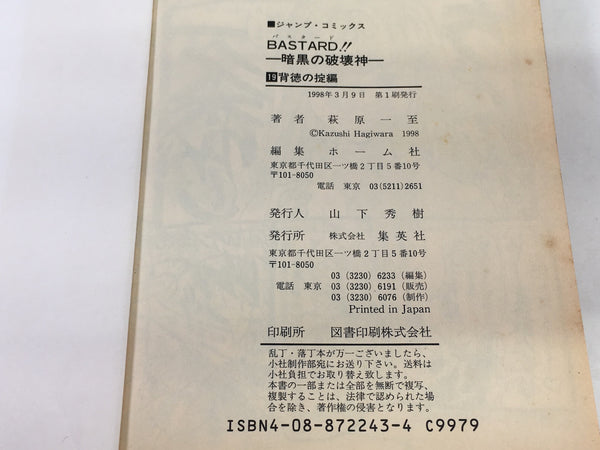 ■ジャンプ・コミックス
バスタード
BASTARD!!
―暗黒の破壊神―
19背徳の掟編
1998年3月9日 第1刷発行
著者 萩原一至
©Kazushi Hagiwara 1998
編集 ホーム社
東京都千代田区一ツ橋2丁目5番10号
〒101-8050
電話 東京 03(5211)2651
発行人 山下秀樹
発行所 株式会社 集英社
東京都千代田区一ツ橋2丁目5番10号
〒101-8050
03(3230)6233(編集)
電話 東京 03(3230)6191(販売)
03(3230)6076(制作)
Printed in Japan
印刷所 図書印刷株式会社
乱丁・落丁本が万一ございましたら、
小社制作部宛にお送り下さい。送料は
小社負担でお取り替え致します。
本書の一部または全部を無断で複写、
複製することは、法律で認められた場
合を除き、著作権の侵害となります。
ISBN4-08-872243-4 C9979